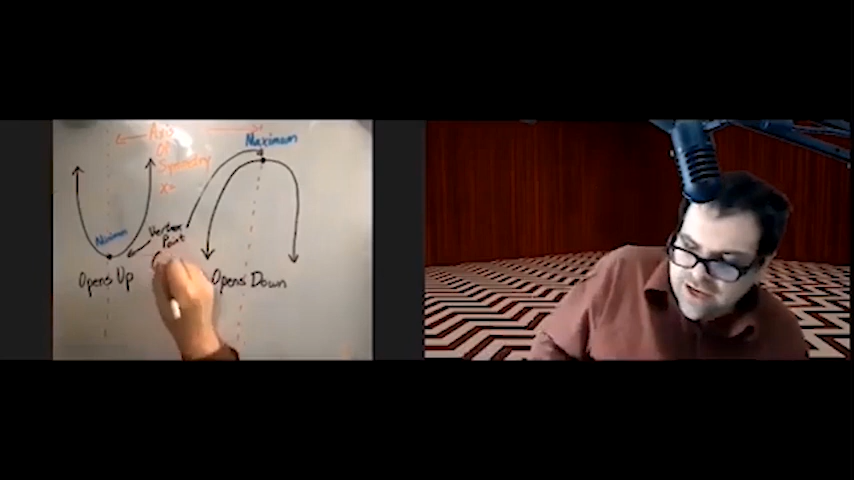 Axis
Of
Symmetry
x=
Maximum
Minimum
Vertex
Point
(
Opens Up
Opens Down